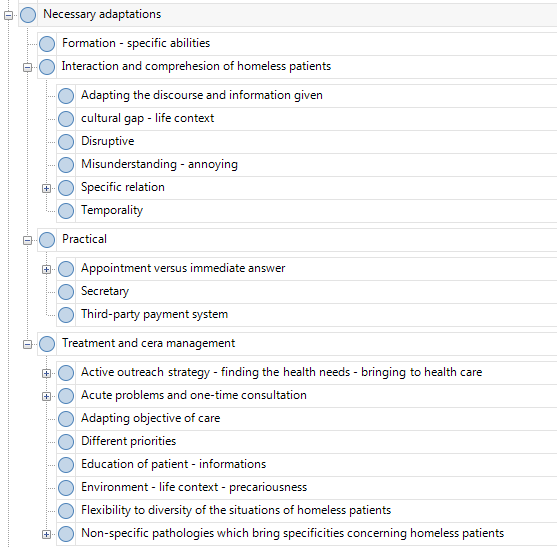 Necessary adaptations
Formation - specific abilities
Interaction and comprehesion of homeless patients
Adapting the discourse and information given
cultural gap - life context
Disruptive
Misunderstanding - annoying
Specific relation
Temporality
Practical
Appointment versus immediate answer
Secretary
Third-party payment system
Treatment and cera management
Active outreach strategy - finding the health needs - bringing to health care
Acute problems and one-time consultation
Adapting objective of care
Different priorities
Education of patient - informations
Environment - life context - precariousness
Flexibility to diversity of the situations of homeless patients
Non-specific pathologies which bring specificities concerning homeless patients